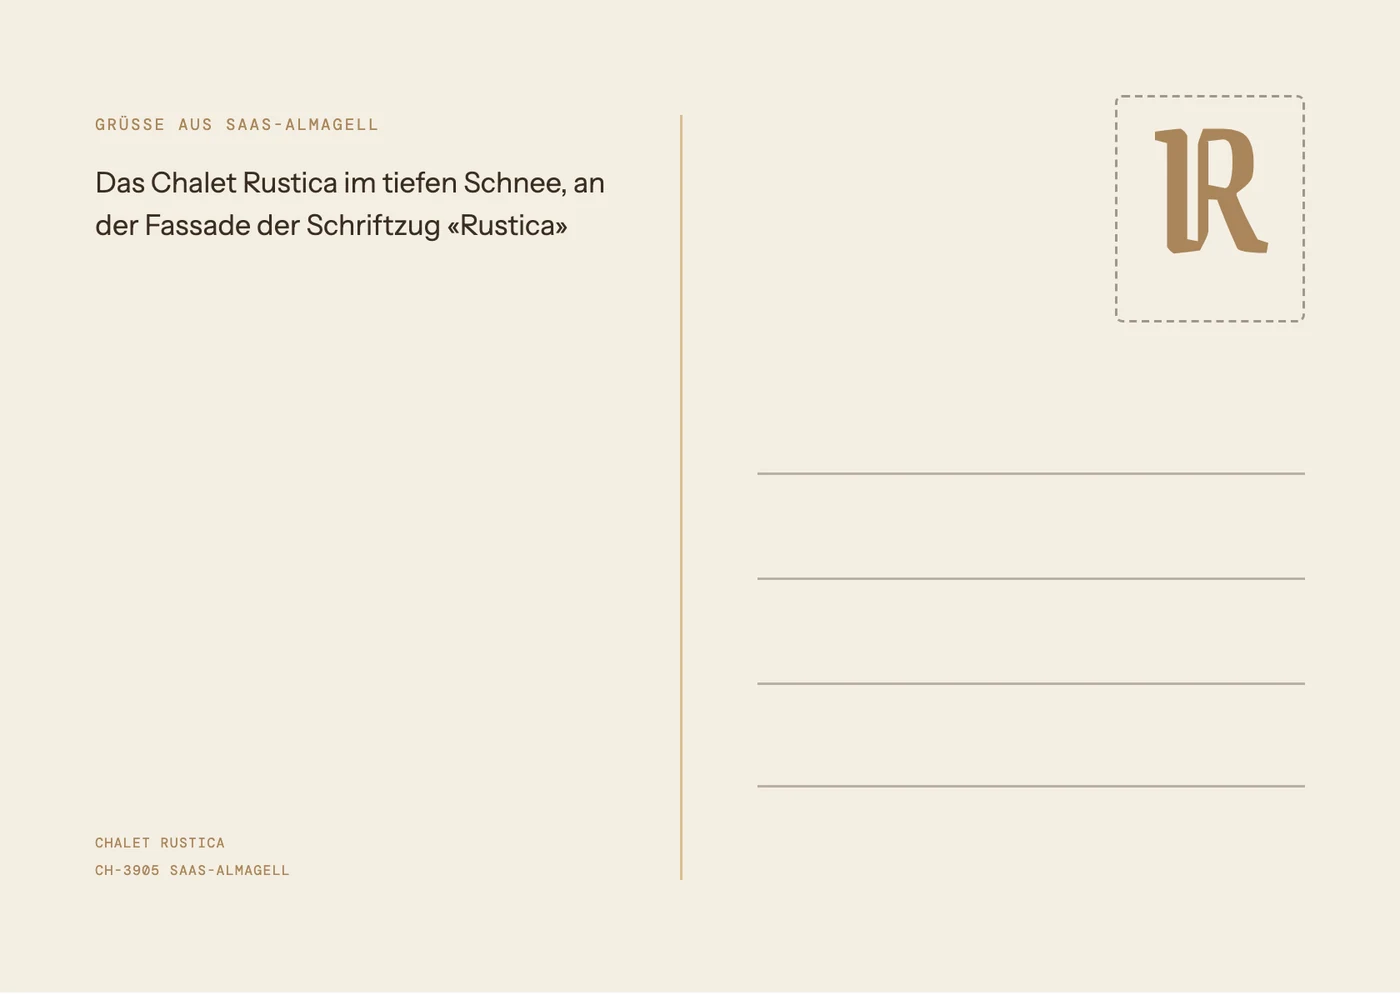 GRÜSSE AUS SAAS-ALMAGELL
Das Chalet Rustica im tiefen Schnee, an
der Fassade der Schriftzug «Rustica»
R
CHALET RUSTICA
CH-3905 SAAS-ALMAGELL